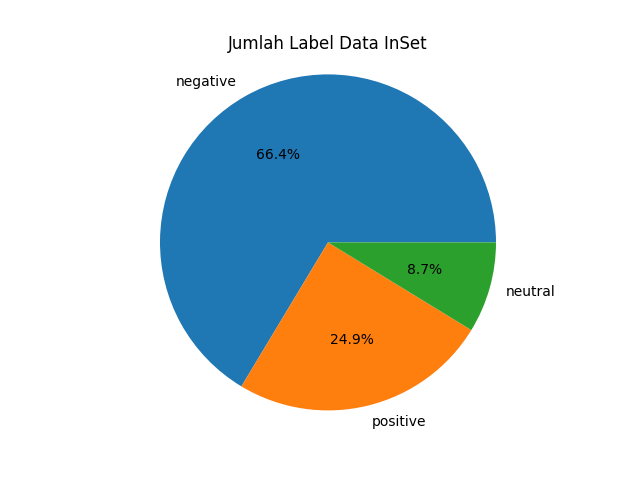 Jumlah Label Data InSet
negative
66.4%
8.7%
neutral
24.9%
positive